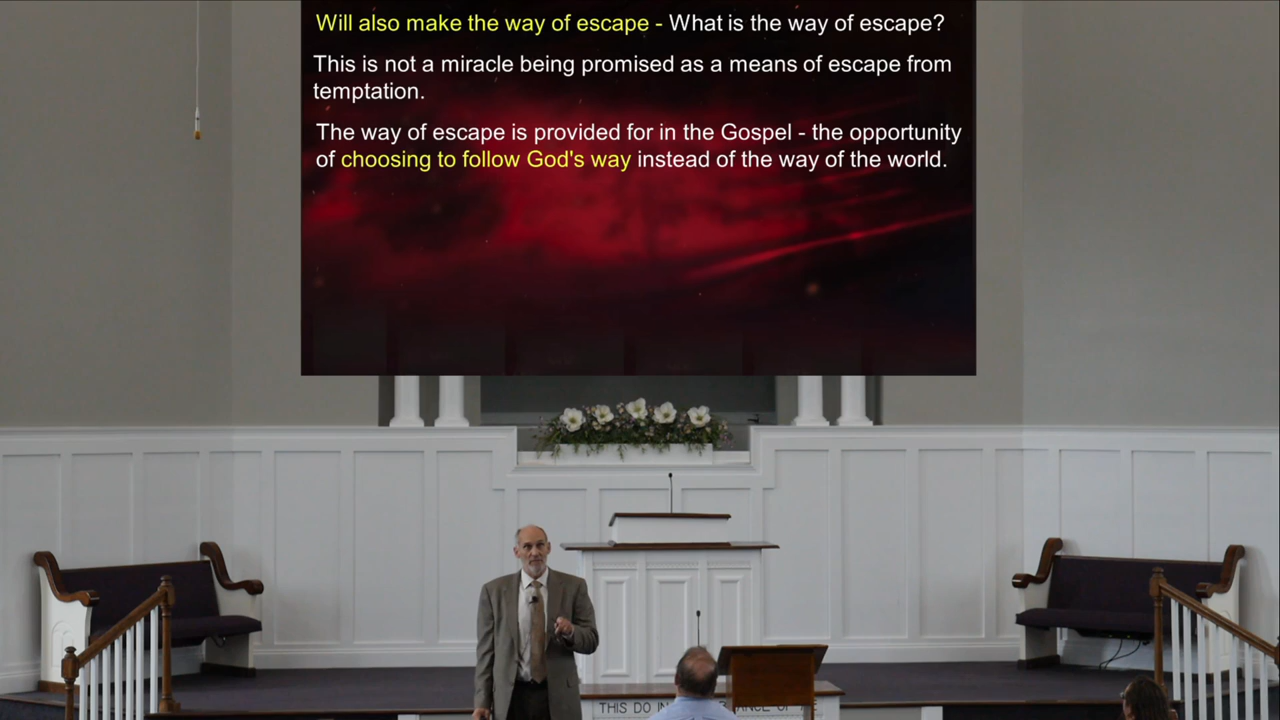 Will also make the way of escape - What is the way of escape?
This is not a miracle being promised as a means of escape from
temptation.
The way of escape is provided for in the Gospel - the opportunity
of choosing to follow God's way instead of the way of the world.
THIS DO IN